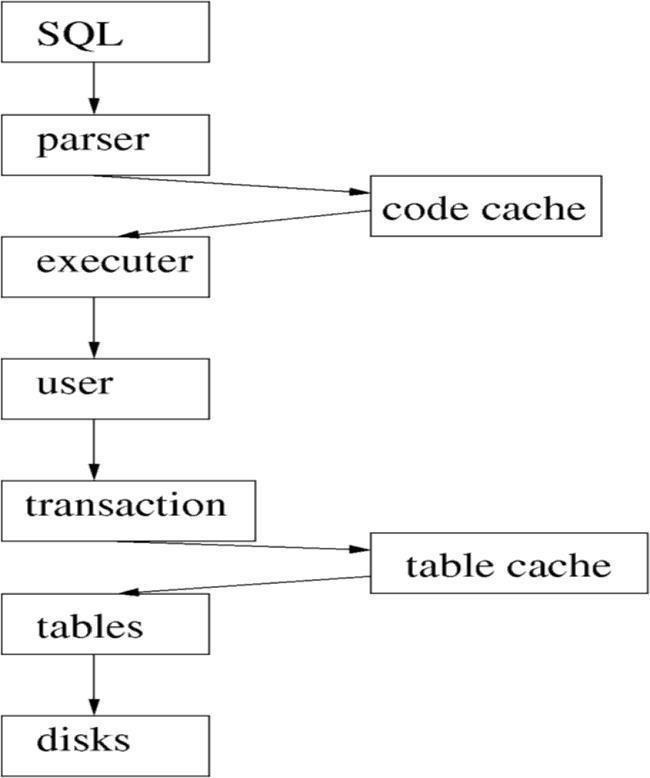 SQL
parser
code cache
executer
user
transaction
table cache
tables
disks